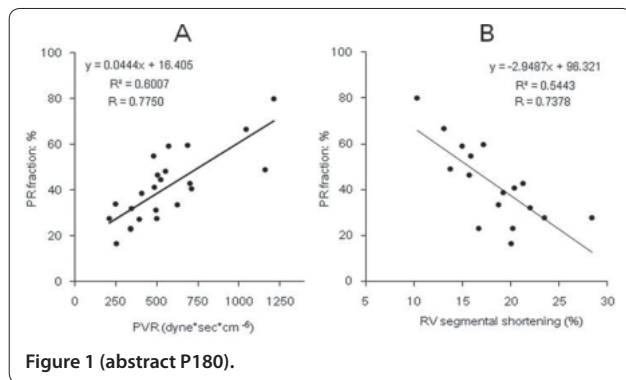 A
y = 0.0444x + 16.405
R² = 0.6007
R = 0.7750
PR fraction: %
100
80
60
40
20
0
0 250 500 750 1000 1250
PVR (dyne*sec*cm -5)
B
y = -2.9487x + 96.321
R² = 0.5443
R = 0.7378
PR fraction: %
100
80
60
40
20
0
5 10 15 20 25 30
RV segmental shortening (%)
Figure 1 (abstract P180).